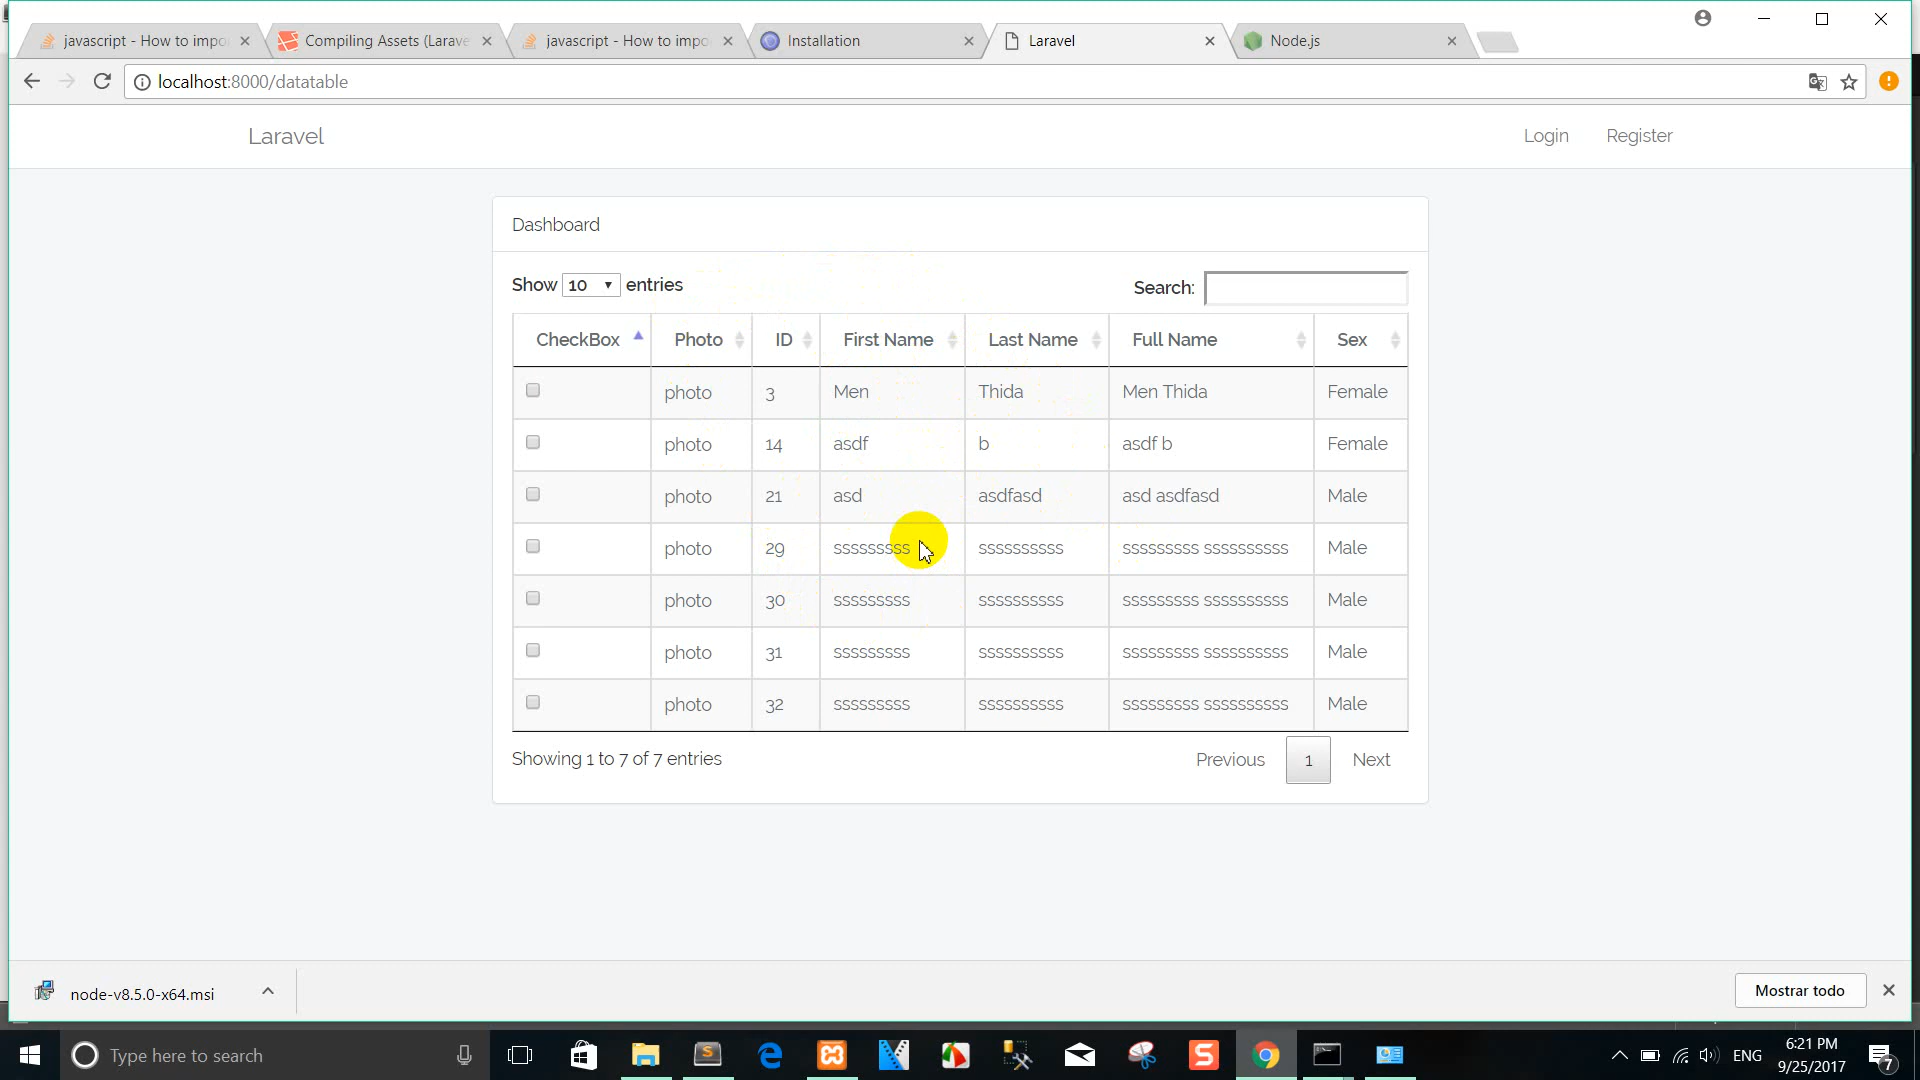 javascript - How to impo
Compiling Assets (Larave
javascript - How to impo
Installation
Laravel
Node.js
localhost:8000/datatable
Laravel
Login
Register
Dashboard
Show 10 entries
Search:
CheckBox Photo ID First Name Last Name Full Name Sex
photo 3 Men Thida Men Thida Female
photo 14 asdf b asdf b Female
photo 21 asd asdfasd asd asdfasd Male
photo 29 sssssssss ssssssssss sssssssss ssssssssss Male
photo 30 sssssssss ssssssssss sssssssss ssssssssss Male
photo 31 sssssssss ssssssssss sssssssss ssssssssss Male
photo 32 sssssssss ssssssssss sssssssss ssssssssss Male
Showing 1 to 7 of 7 entries
Previous 1 Next
node-v8.5.0-x64.msi
Mostrar todo
Type here to search
ENG
6:21 PM
9/25/2017
7